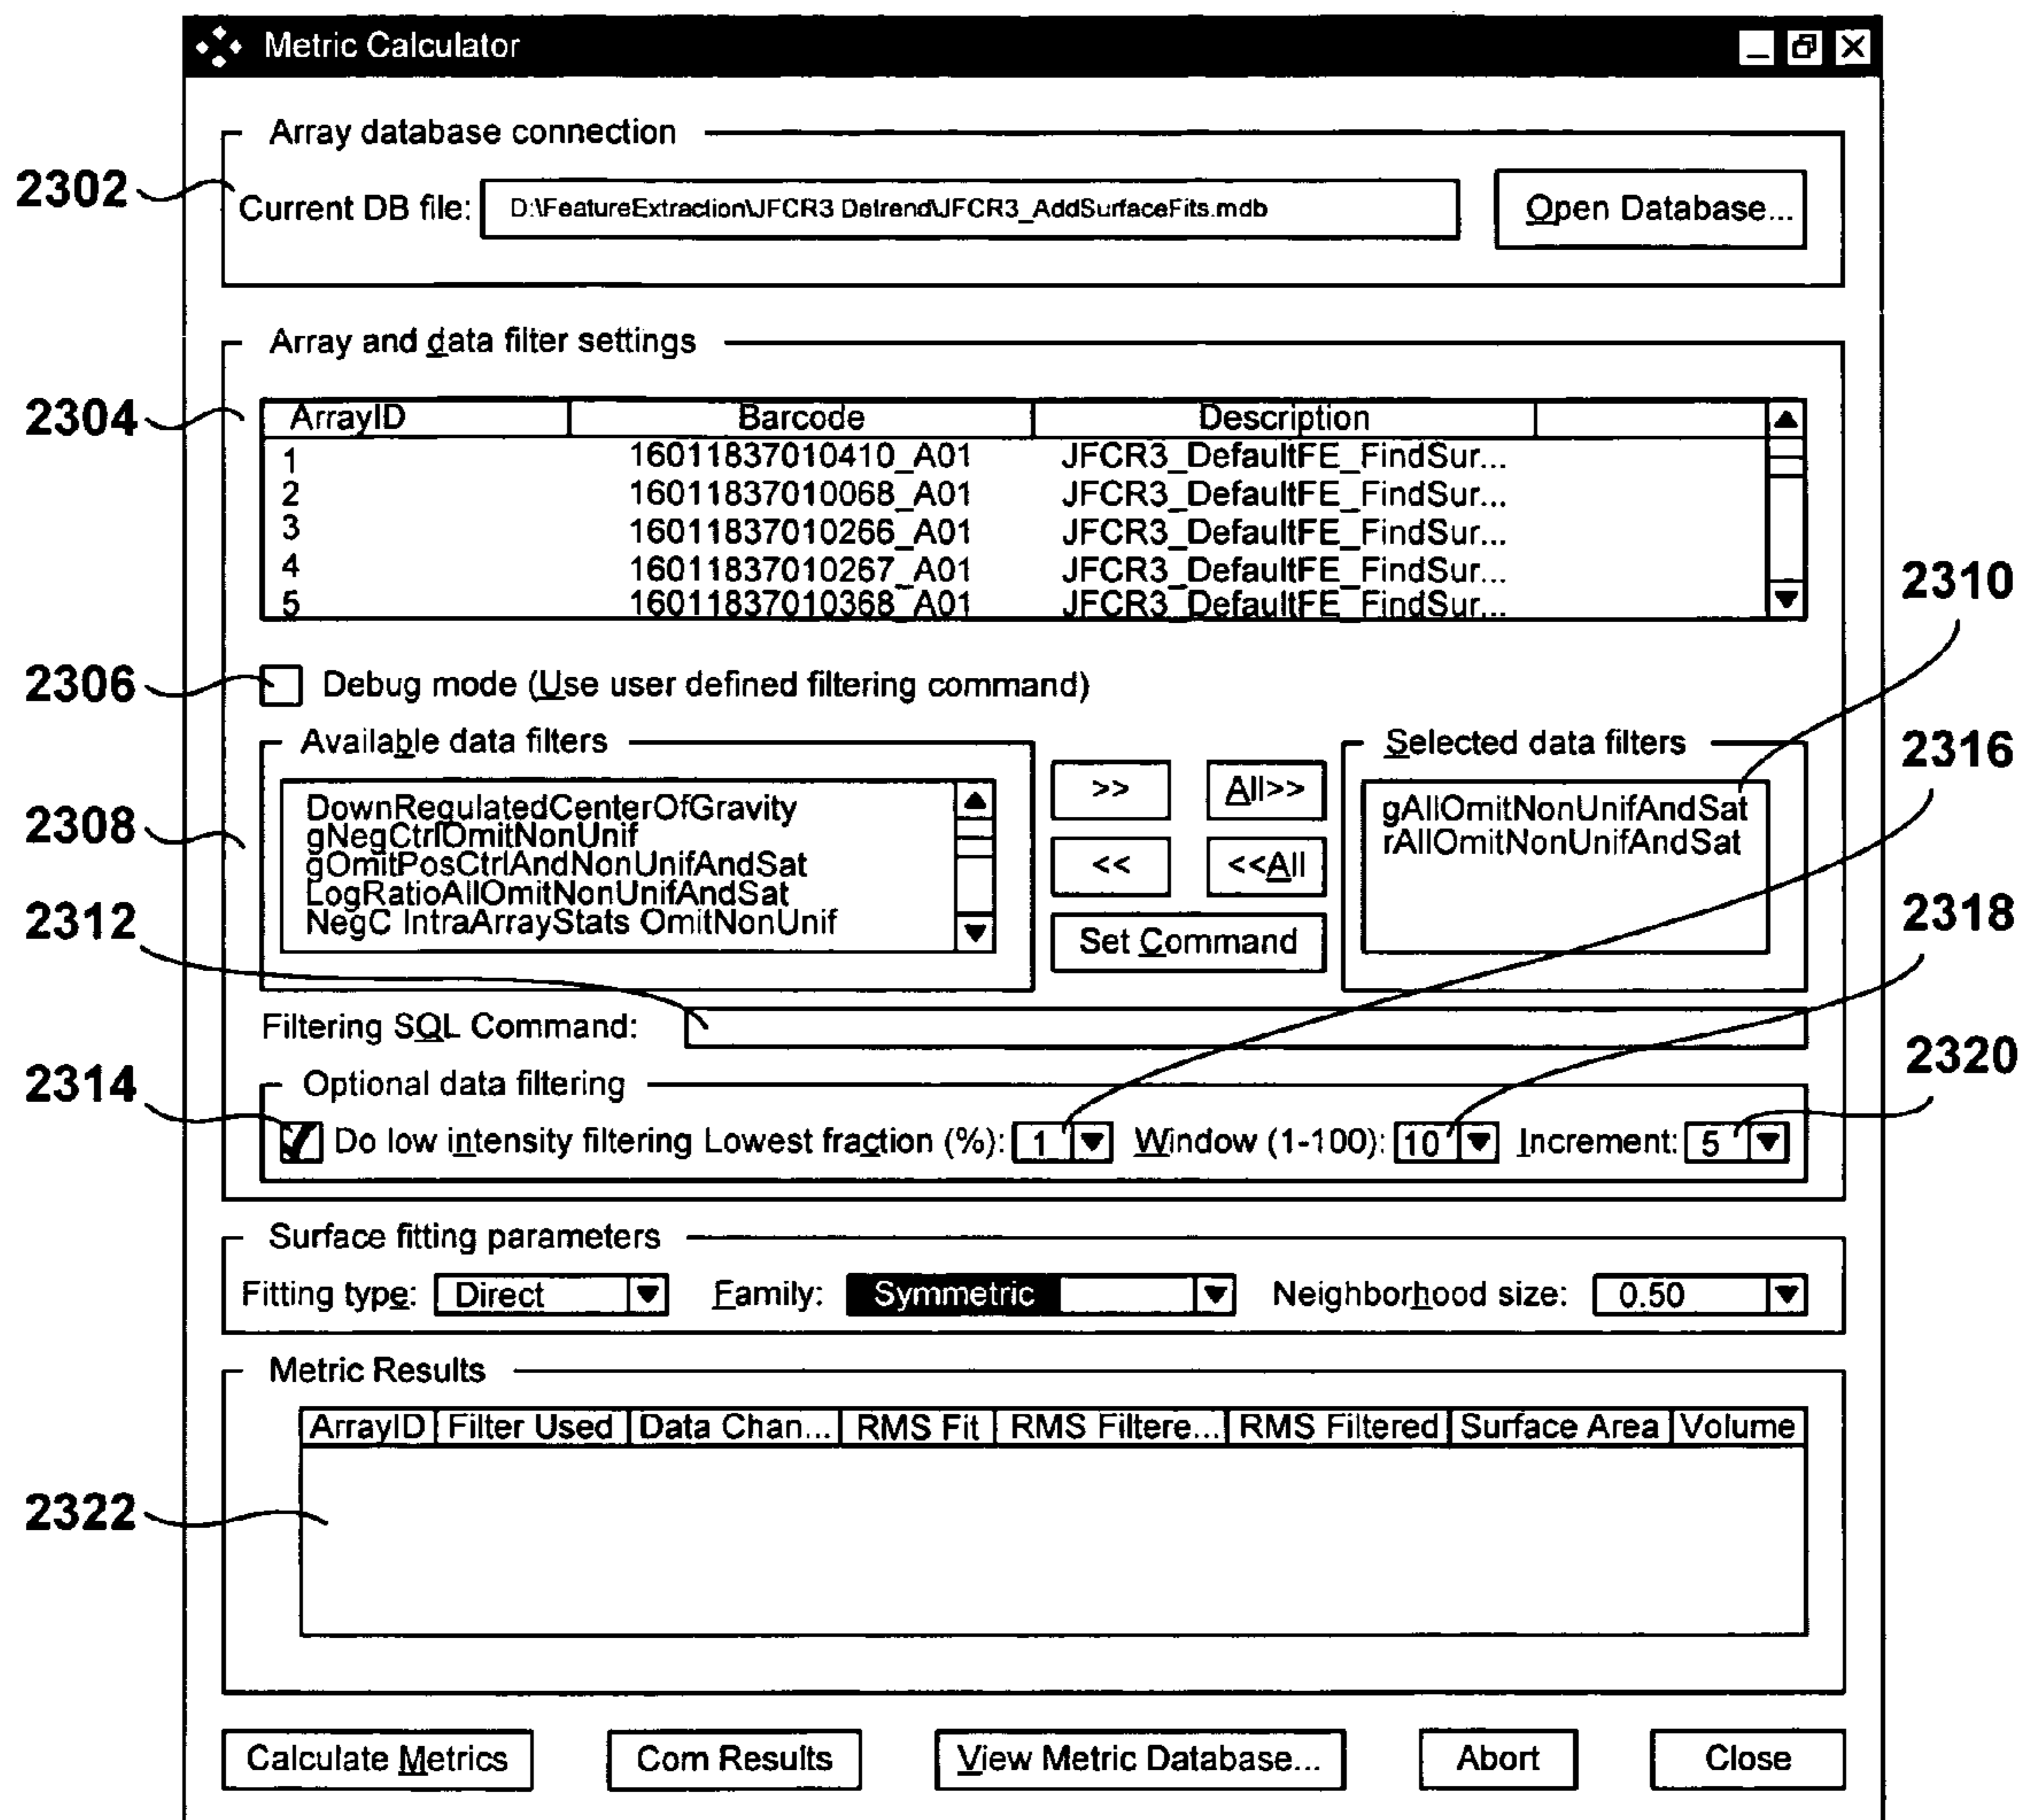 Metric Calculator
Array database connection
2302
Current DB file: D:\FeatureExtraction\JFCR3 Detrend\JFCR3_AddSurfaceFits.mdb Open Database...
Array and data filter settings
2304
ArrayID Barcode Description
1 16011837010410_A01 JFCR3_DefaultFE_FindSur...
2 16011837010068_A01 JFCR3_DefaultFE_FindSur...
3 16011837010266_A01 JFCR3_DefaultFE_FindSur...
4 16011837010267_A01 JFCR3_DefaultFE_FindSur...
5 16011837010368_A01 JFCR3_DefaultFE_FindSur...
2310
2306
Debug mode (Use user defined filtering command)
Available data filters
Selected data filters
2316
2308
DownRegulatedCenterOfGravity
gNegCtrlOmitNonUnif
gOmitPosCtrlAndNonUnifAndSat
LogRatioAllOmitNonUnifAndSat
NegC IntraArrayStats OmitNonUnif
>> All>>
<< <<All
Set Command
gAllOmitNonUnifAndSat
rAllOmitNonUnifAndSat
2312
2318
Filtering SQL Command:
2320
2314
Optional data filtering
Do low intensity filtering Lowest fraction (%): 1 Window (1-100): 10 Increment: 5
Surface fitting parameters
Fitting type: Direct Family: Symmetric Neighborhood size: 0.50
Metric Results
ArrayID Filter Used Data Chan... RMS Fit RMS Filtere... RMS Filtered Surface Area Volume
2322
Calculate Metrics Com Results View Metric Database... Abort Close